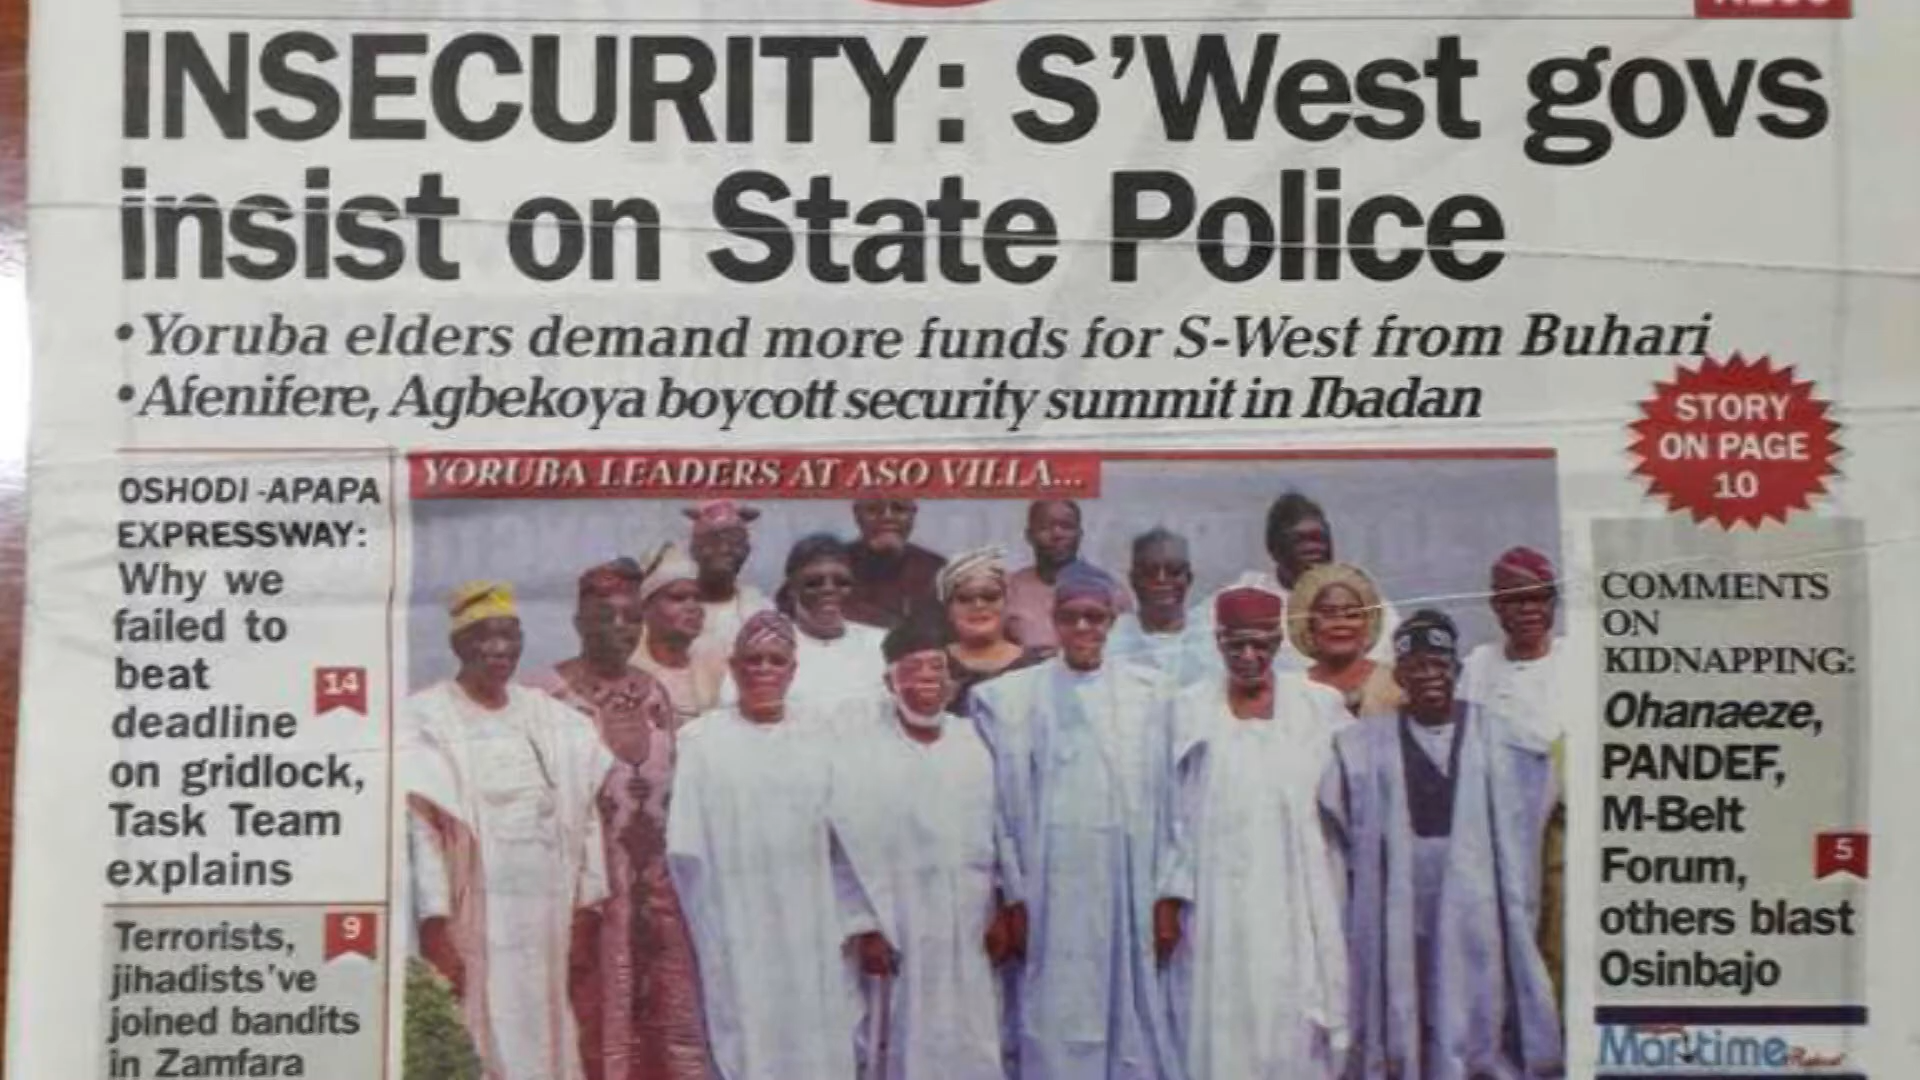 INSECURITY: S'West govs
insist on State Police
•Yoruba elders demand more funds for S-West from Buhari
•Afenifere, Agbekoya boycott security summit in Ibadan
STORY
ON PAGE
10
OSHODI -APAPA
EXPRESSWAY:
Why we
failed to
beat
14
deadline
on gridlock,
Task Team
explains
Terrorists,
9
jihadists've
joined bandits
in Zamfara
YORUBA LEADERS AT ASO VILLA...
COMMENTS
ON
KIDNAPPING:
Ohanaeze,
PANDEF,
M-Belt
Forum,
5
others blast
Osinbajo
Maritime